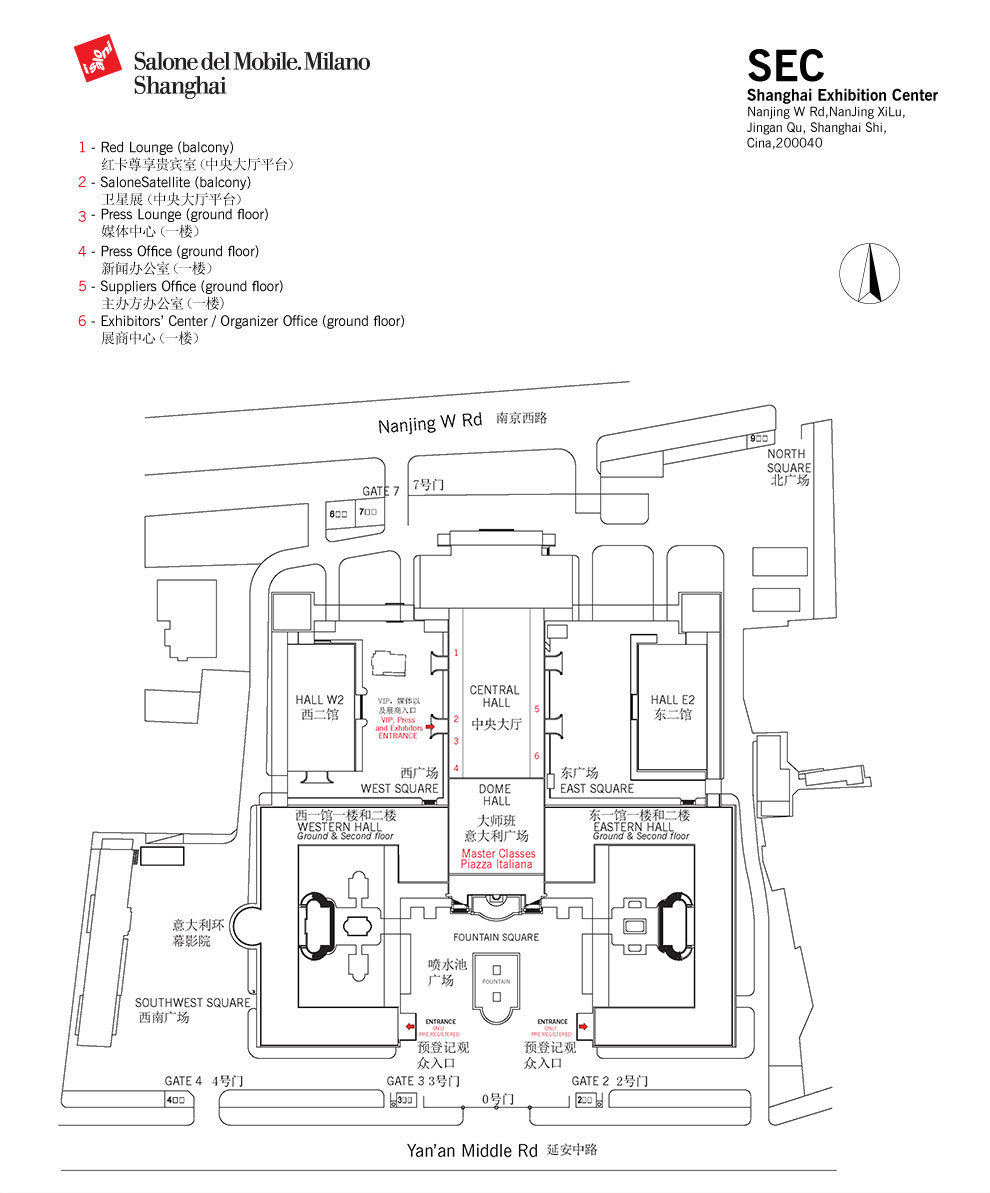 isaloni
Salone del Mobile.Milano
Shanghai
SEC
Shanghai Exhibition Center
Nanjing W Rd,NanJing XiLu,
Jingan Qu, Shanghai Shi,
Cina,200040
1 - Red Lounge (balcony)
红卡尊享贵宾室（中央大厅平台）
2 - SaloneSatellite (balcony)
卫星展（中央大厅平台）
3 - Press Lounge (ground floor)
媒体中心（一楼）
4 - Press Office (ground floor)
新闻办公室（一楼）
5 - Suppliers Office (ground floor)
主办方办公室（一楼）
6 - Exhibitors' Center / Organizer Office (ground floor)
展商中心（一楼）
Nanjing W Rd 南京西路
9□□
NORTH
SQUARE
北广场
GATE 7 7号门
6□□ 7□□
1
HALL W2
西二馆
VIP，媒体以
及展商入口
VIP, Press
and Exhibitors
ENTRANCE
CENTRAL
HALL
中央大厅
2
3
4
5
6
HALL E2
东二馆
西广场
WEST SQUARE
东广场
EAST SQUARE
DOME
HALL
大师班
意大利广场
Master Classes
Piazza Italiana
西一馆一楼和二楼
WESTERN HALL
Ground & Second floor
东一馆一楼和二楼
EASTERN HALL
Ground & Second floor
意大利环
幕影院
FOUNTAIN SQUARE
喷水池
广场
FOUNTAIN
SOUTHWEST SQUARE
西南广场
ENTRANCE
ONLY
PRE REGISTERED
预登记观
众入口
ENTRANCE
ONLY
PRE REGISTERED
预登记观
众入口
GATE 4 4号门
GATE 3 3号门
GATE 2 2号门
4□□
3□□
0号门
2□□
Yan'an Middle Rd 延安中路